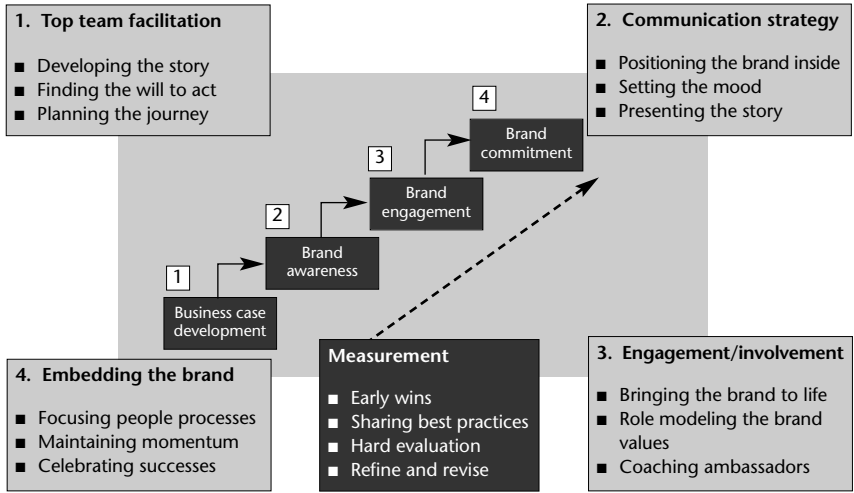 1. Top team facilitation
■ Developing the story
■ Finding the will to act
■ Planning the journey
2. Communication strategy
■ Positioning the brand inside
■ Setting the mood
■ Presenting the story
4
Brand
commitment
3
Brand
engagement
2
Brand
awareness
1
Business case
development
4. Embedding the brand
■ Focusing people processes
■ Maintaining momentum
■ Celebrating successes
Measurement
■ Early wins
■ Sharing best practices
■ Hard evaluation
■ Refine and revise
3. Engagement/involvement
■ Bringing the brand to life
■ Role modeling the brand
values
■ Coaching ambassadors